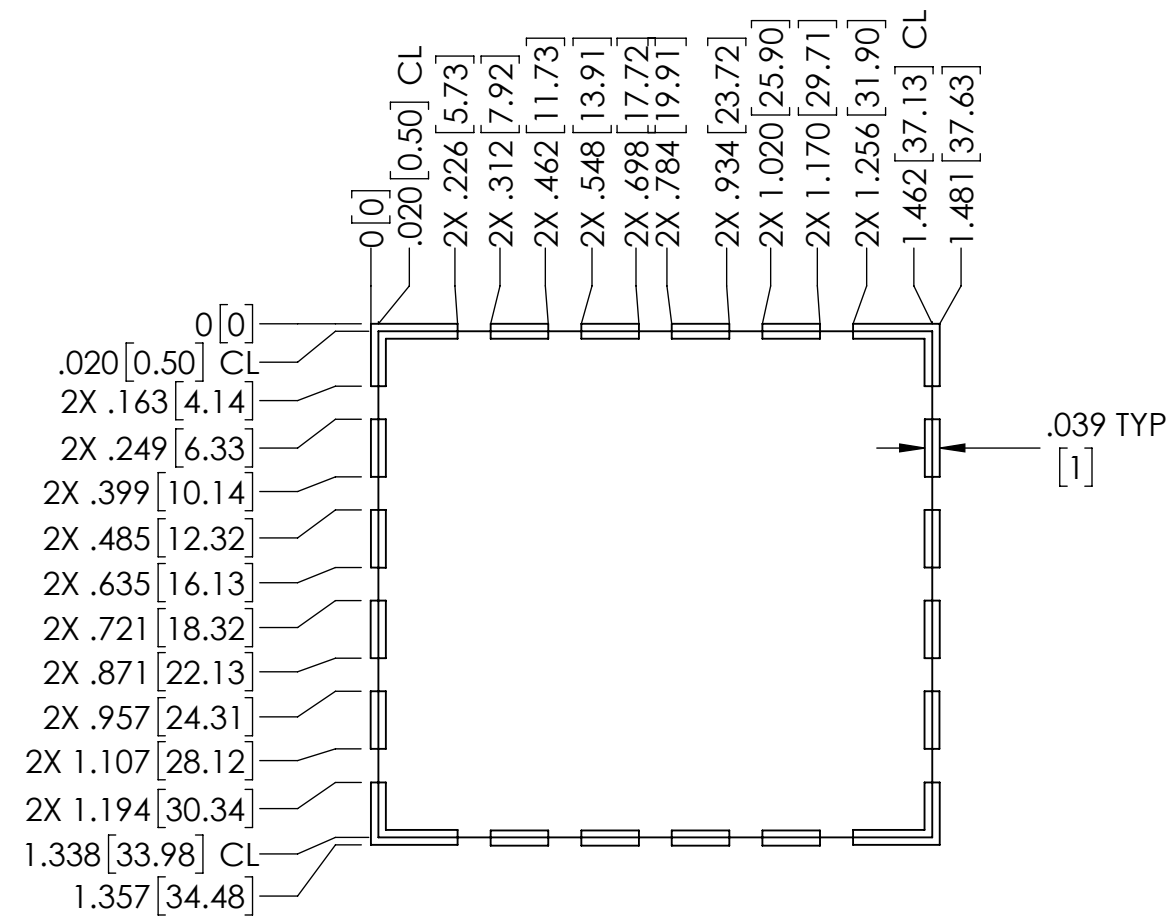 0[0]
.020[0.50] CL
2X .226[5.73]
2X .312[7.92]
2X .462[11.73]
2X .548[13.91]
2X .698[17.72]
2X .784[19.91]
2X .934[23.72]
2X 1.020[25.90]
2X 1.170[29.71]
2X 1.256[31.90]
1.462[37.13] CL
1.481[37.63]
0[0]
.020[0.50] CL
2X .163[4.14]
2X .249[6.33]
2X .399[10.14]
2X .485[12.32]
2X .635[16.13]
2X .721[18.32]
2X .871[22.13]
2X .957[24.31]
2X 1.107[28.12]
2X 1.194[30.34]
1.338[33.98] CL
1.357[34.48]
.039 TYP
[1]